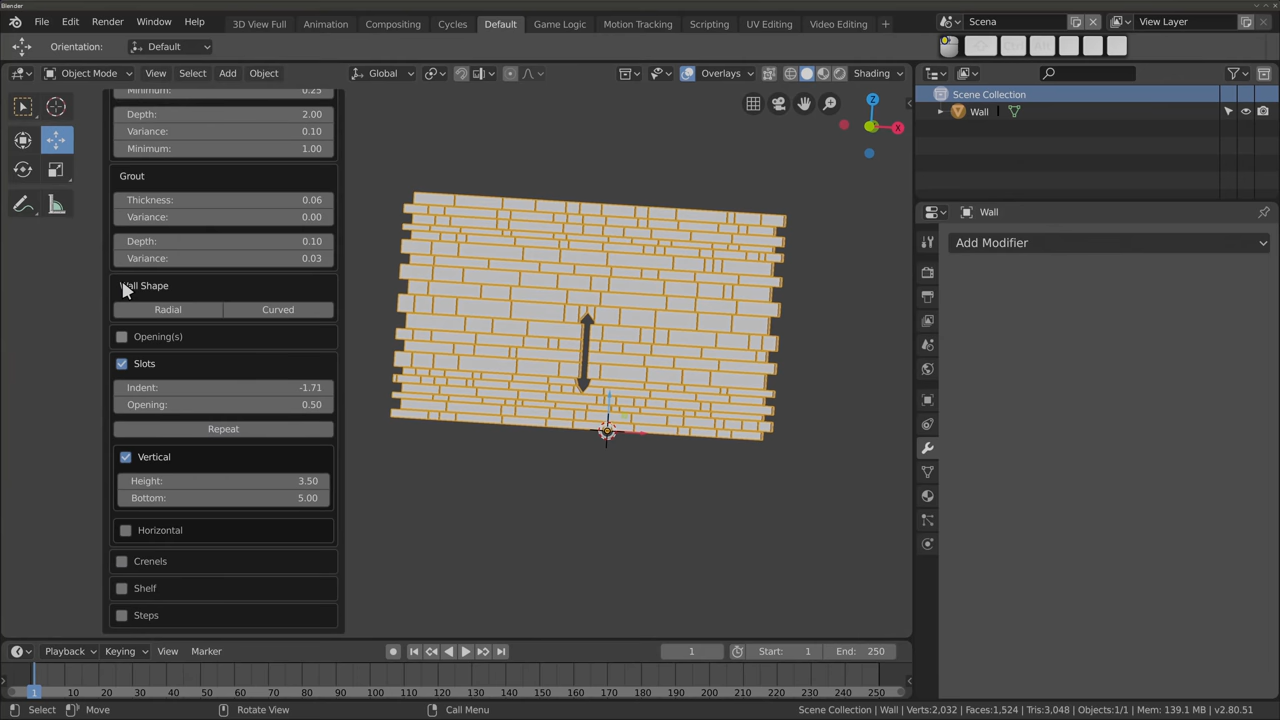 Blender
File Edit Render Window Help
3D View Full Animation Compositing Cycles Default Game Logic Motion Tracking Scripting UV Editing Video Editing +
Scena View Layer
Orientation: Default
Ctrl Alt
Object Mode View Select Add Object Global Overlays Shading
Minimum: 0.25
Depth: 2.00
Variance: 0.10
Minimum: 1.00
Grout
Thickness: 0.06
Variance: 0.00
Depth: 0.10
Variance: 0.03
Wall Shape
Radial Curved
Opening(s)
Slots
Indent: -1.71
Opening: 0.50
Repeat
Vertical
Height: 3.50
Bottom: 5.00
Horizontal
Crenels
Shelf
Steps
Z
X
Scene Collection
Wall
Wall
Add Modifier
Playback Keying View Marker 1 Start: 1 End: 250
1 10 20 30 40 50 60 70 80 90 100 110 120 130 140 150 160 170 180 190 200 210 220 230 240 250
Select Move Rotate View Call Menu Scene Collection | Wall | Verts:2,032 | Faces:1,524 | Tris:3,048 | Objects:1/1 | Mem: 139.1 MB | v2.80.51